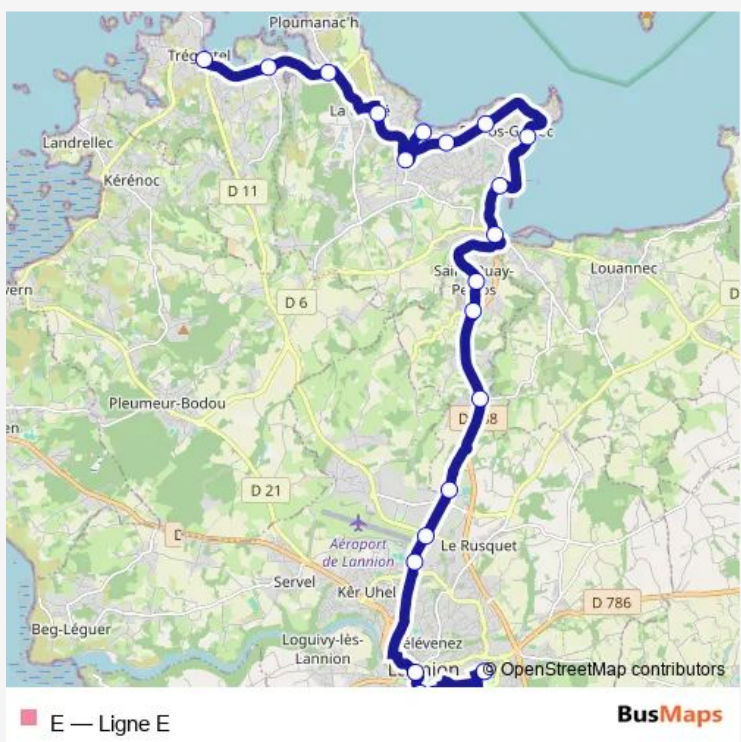 Ploumanac'h
Landrellec
Kérénoc
D 11
Louannec
D 6
Pleumeur-Bodou
D 21
Aéroport
de Lannion
Le Rusquet
Servel
Kêr Uhel
D 786
Beg-Léguer
Loguivy-lès-
Lannion
© OpenStreetMap contributors
E — Ligne E
BusMaps